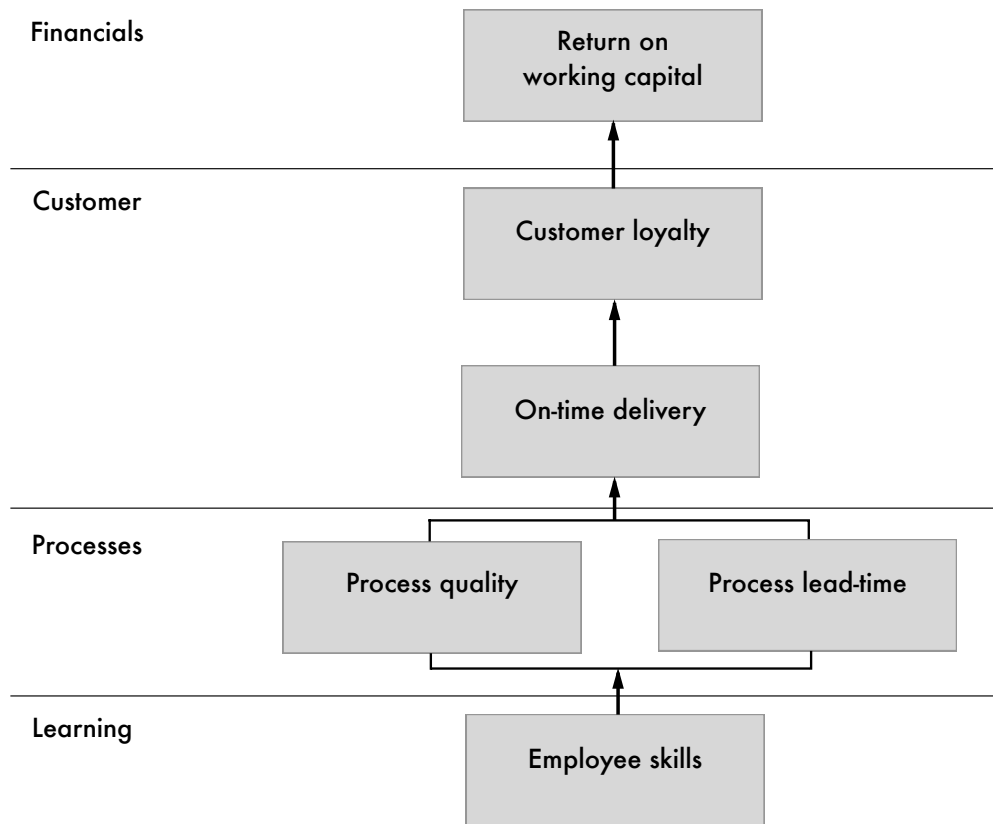 Financials
Return on
working capital
Customer
Customer loyalty
On-time delivery
Processes
Process quality
Process lead-time
Learning
Employee skills